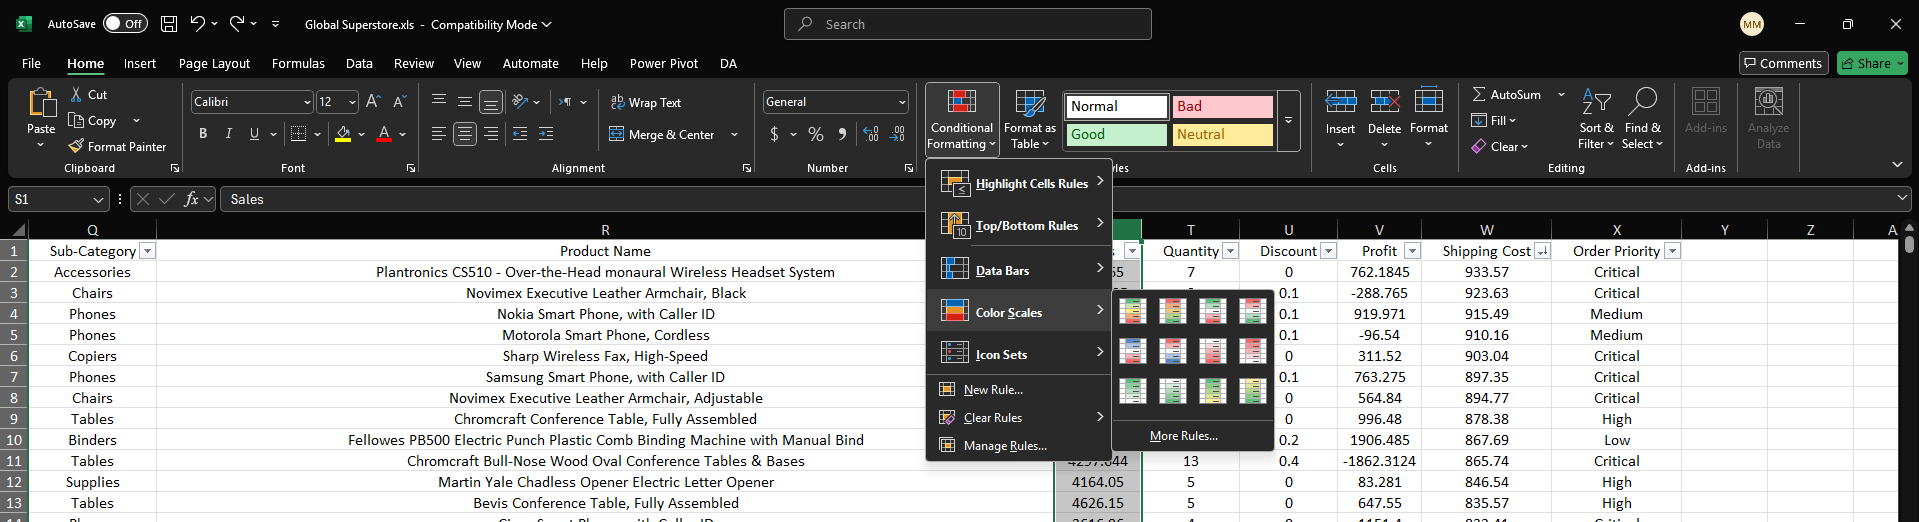 AutoSave Off Global Superstore.xls - Compatibility Mode Search MM
File Home Insert Page Layout Formulas Data Review View Automate Help Power Pivot DA Comments Share
Paste Cut Copy Format Painter Clipboard
Calibri 12 B I U A Font
Wrap Text Merge & Center Alignment
General $ % Number
Conditional Formatting Format as Table Normal Bad Good Neutral
Insert Delete Format Cells
AutoSum Fill Clear Sort & Filter Find & Select Editing
Add-ins Add-ins
Analyze Data
S1 fx Sales
Highlight Cells Rules
Top/Bottom Rules
Data Bars
Color Scales
Icon Sets
New Rule...
Clear Rules
Manage Rules...
More Rules...
Q R T U V W X Y Z A
1 Sub-Category Product Name Quantity Discount Profit Shipping Cost Order Priority
2 Accessories Plantronics CS510 - Over-the-Head monaural Wireless Headset System 7 0 762.1845 933.57 Critical
3 Chairs Novimex Executive Leather Armchair, Black 0.1 -288.765 923.63 Critical
4 Phones Nokia Smart Phone, with Caller ID 0.1 919.971 915.49 Medium
5 Phones Motorola Smart Phone, Cordless 0.1 -96.54 910.16 Medium
6 Copiers Sharp Wireless Fax, High-Speed 0 311.52 903.04 Critical
7 Phones Samsung Smart Phone, with Caller ID 0.1 763.275 897.35 Critical
8 Chairs Novimex Executive Leather Armchair, Adjustable 0 564.84 894.77 Critical
9 Tables Chromcraft Conference Table, Fully Assembled 0 996.48 878.38 High
10 Binders Fellowes PB500 Electric Punch Plastic Comb Binding Machine with Manual Bind 0.2 1906.485 867.69 Low
11 Tables Chromcraft Bull-Nose Wood Oval Conference Tables & Bases 13 0.4 -1862.3124 865.74 Critical
12 Supplies Martin Yale Chadless Opener Electric Letter Opener 4164.05 5 0 83.281 846.54 High
13 Tables Bevis Conference Table, Fully Assembled 4626.15 5 0 647.55 835.57 High